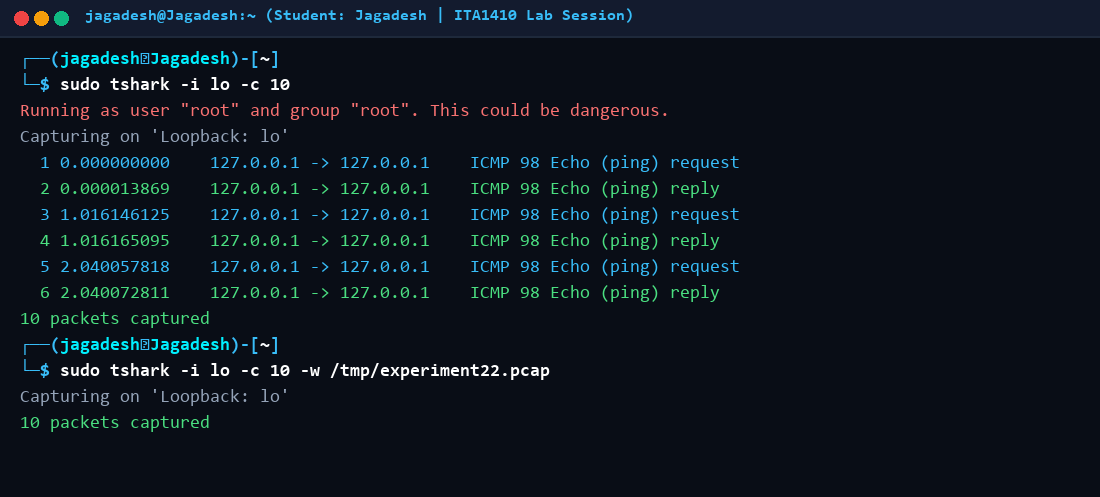 jagadesh@Jagadesh:~ (Student: Jagadesh | ITA1410 Lab Session)
┌──(jagadesh▯Jagadesh)-[~]
└─$ sudo tshark -i lo -c 10
Running as user "root" and group "root". This could be dangerous.
Capturing on 'Loopback: lo'
  1 0.000000000    127.0.0.1 -> 127.0.0.1    ICMP 98 Echo (ping) request
  2 0.000013869    127.0.0.1 -> 127.0.0.1    ICMP 98 Echo (ping) reply
  3 1.016146125    127.0.0.1 -> 127.0.0.1    ICMP 98 Echo (ping) request
  4 1.016165095    127.0.0.1 -> 127.0.0.1    ICMP 98 Echo (ping) reply
  5 2.040057818    127.0.0.1 -> 127.0.0.1    ICMP 98 Echo (ping) request
  6 2.040072811    127.0.0.1 -> 127.0.0.1    ICMP 98 Echo (ping) reply
10 packets captured
┌──(jagadesh▯Jagadesh)-[~]
└─$ sudo tshark -i lo -c 10 -w /tmp/experiment22.pcap
Capturing on 'Loopback: lo'
10 packets captured